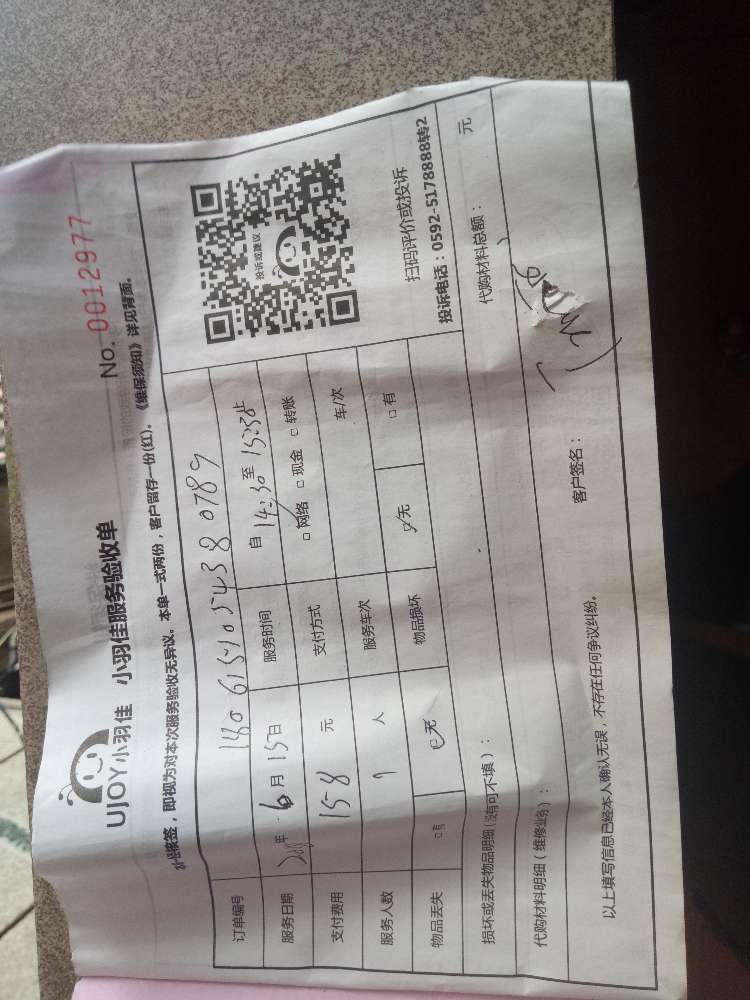 UJOY小羽佳 小羽佳服务验收单
No. 0012977
即视为对本次服务验收无异议。本单一式两份,客户留存一份(红)。《维保须知》详见背面。
订单编号 180615105438 0789
服务日期 年 6月15日 服务时间 自 14:30 至 15:30 止
支付费用 158 元 支付方式 □网络 □现金 □转账
服务人数 1 人 服务车次 车/次
物品丢失 □有 □无 物品损坏 □无 □有
投诉或建议
扫码评价或投诉
投诉电话:0592-5178888转2
损坏或丢失物品明细(没有可不填):
代购材料明细(维修业务): 代购材料总额: 元
以上填写信息已经本人确认无误,不存在任何争议纠纷。 客户签名: